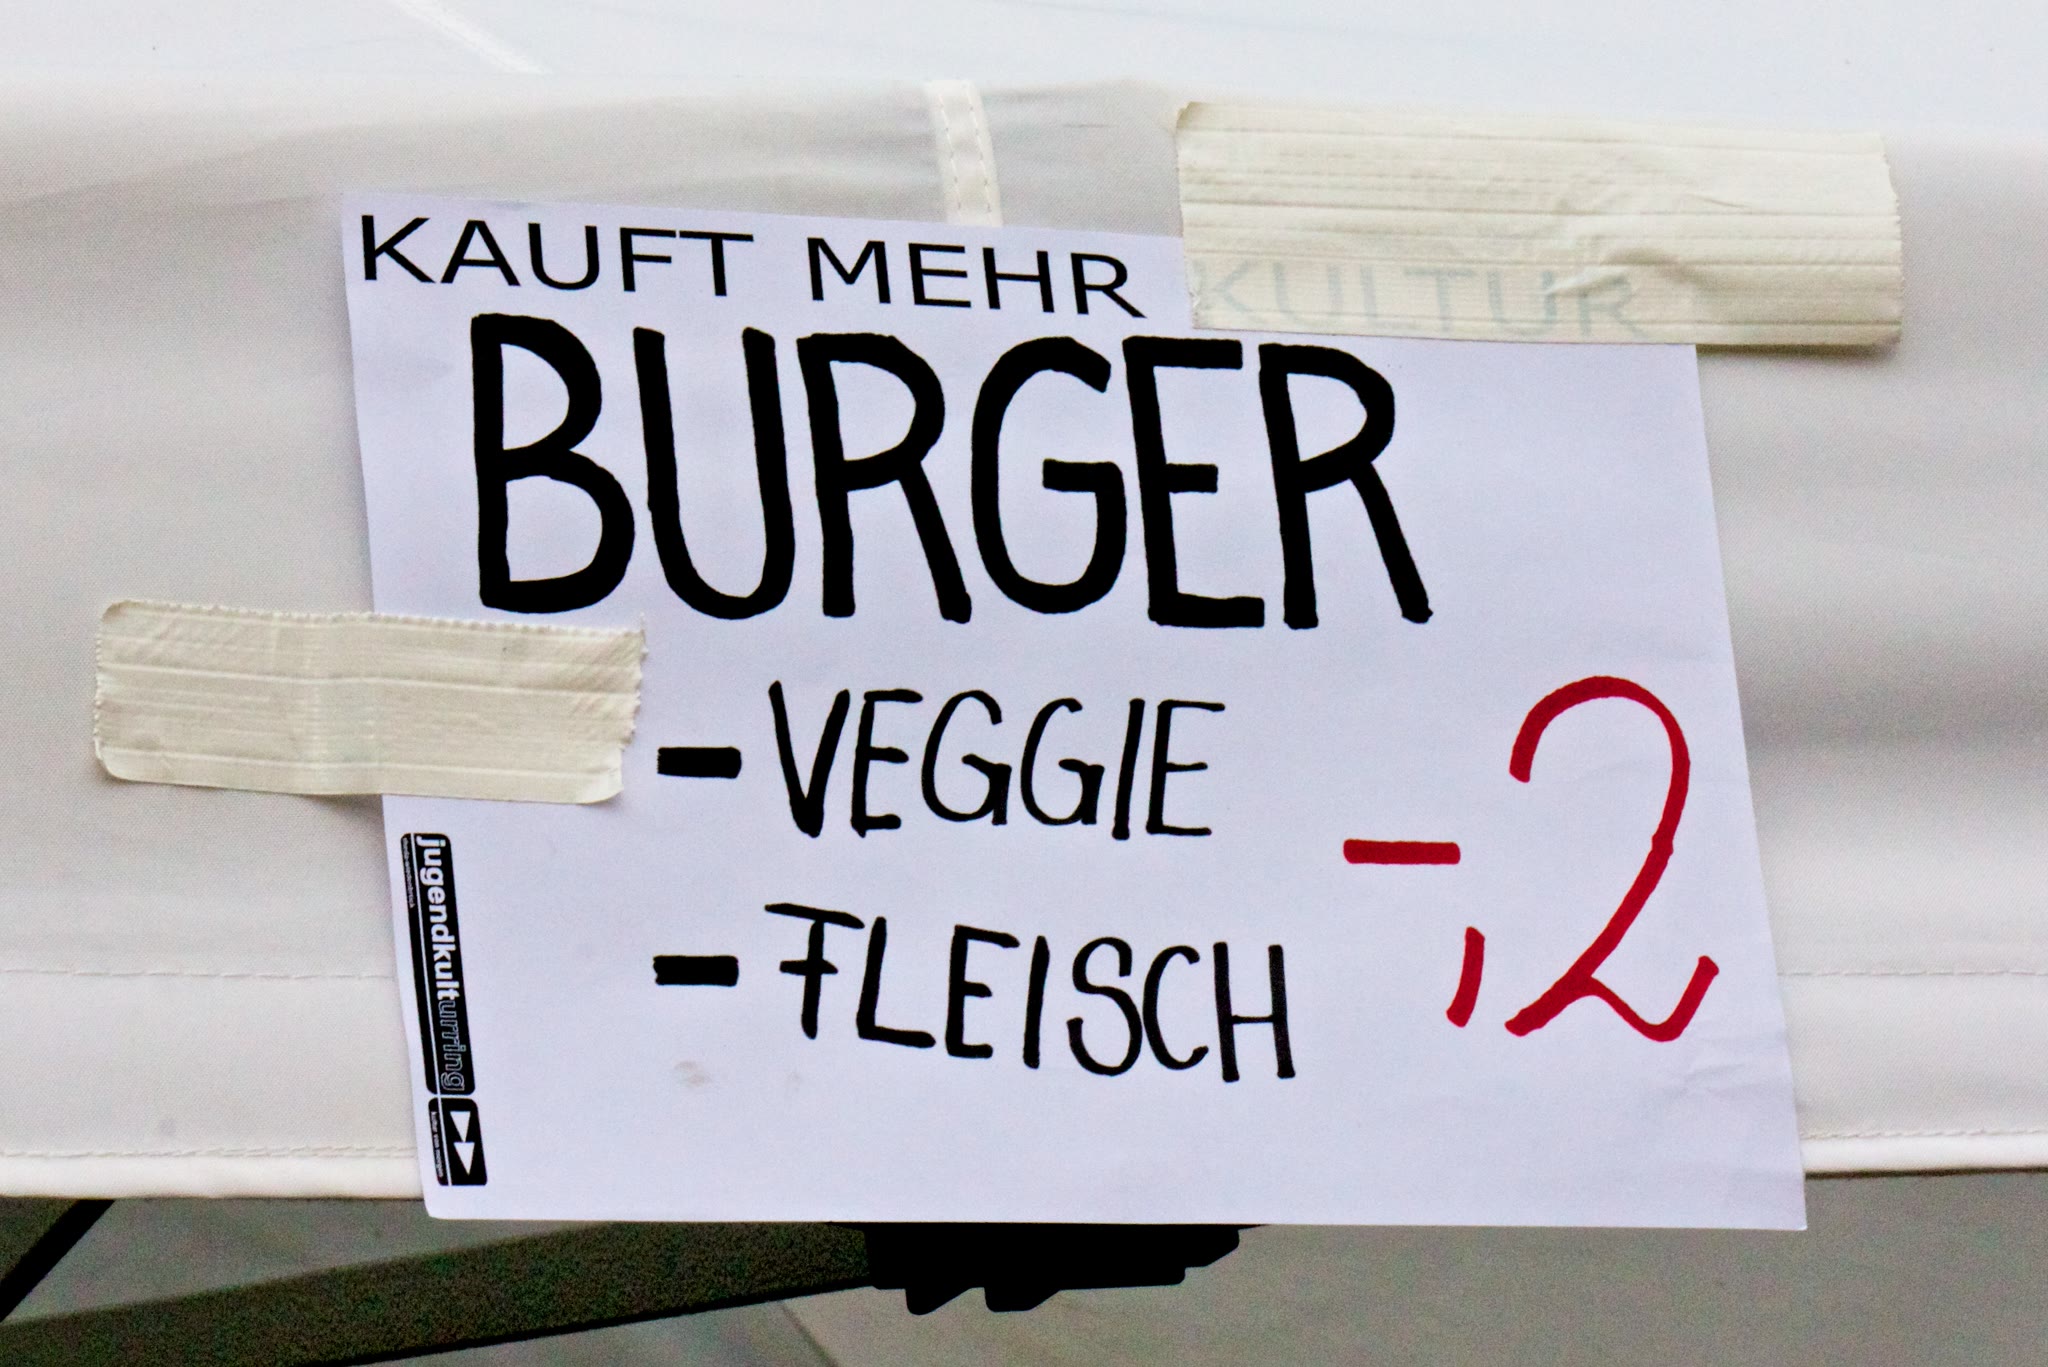 KAUFT MEHR KULTUR
BURGER
- VEGGIE
- FLEISCH
-,2
jugendkulturring